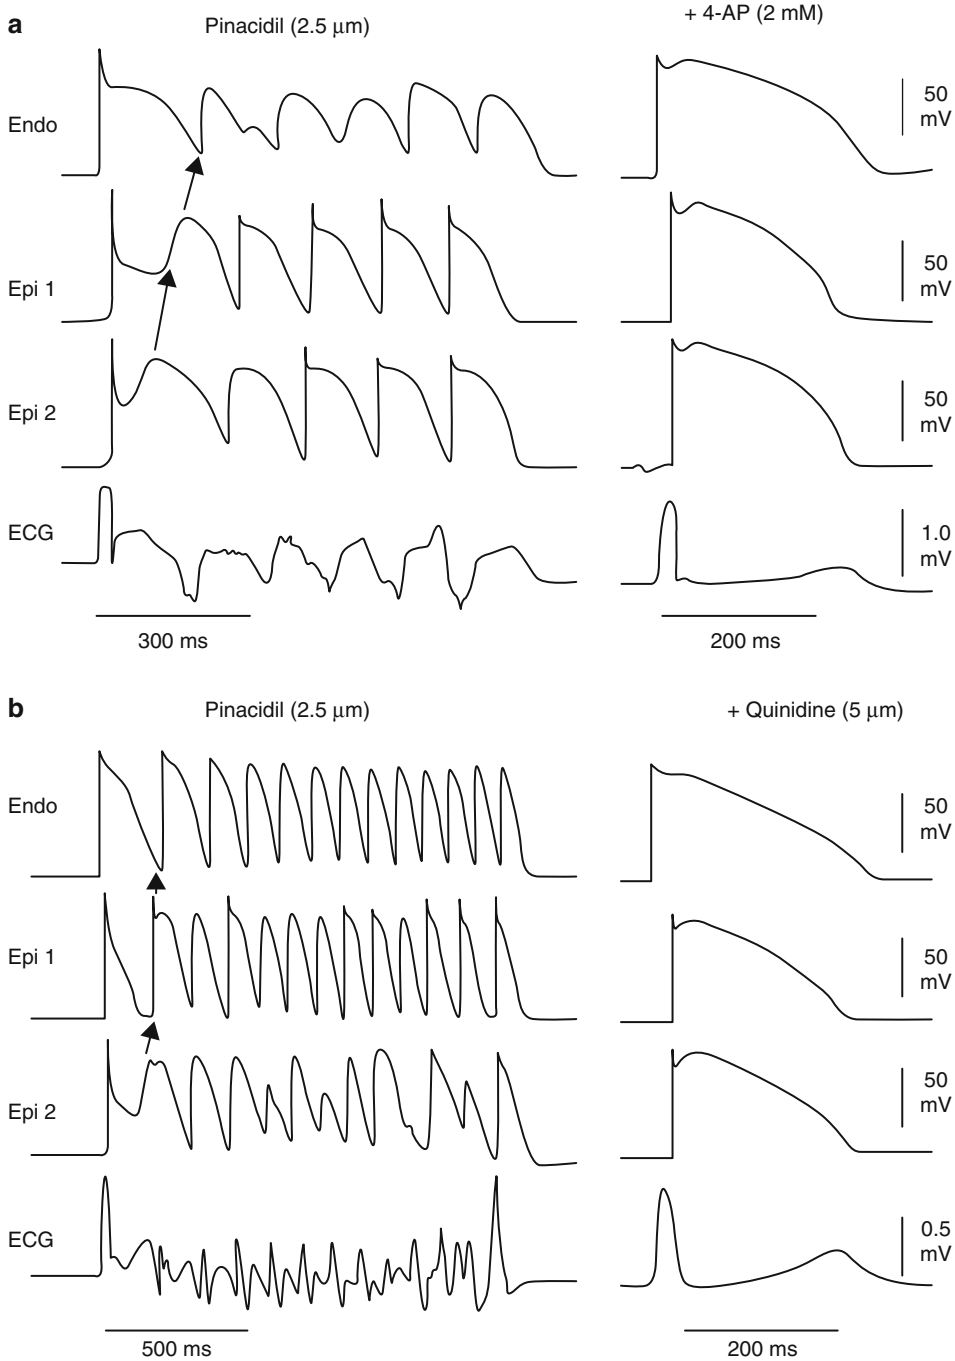 a
Pinacidil (2.5 μm)
+ 4-AP (2 mM)
Endo
50
mV
Epi 1
50
mV
Epi 2
50
mV
ECG
1.0
mV
300 ms
200 ms
b
Pinacidil (2.5 μm)
+ Quinidine (5 μm)
Endo
50
mV
Epi 1
50
mV
Epi 2
50
mV
ECG
0.5
mV
500 ms
200 ms